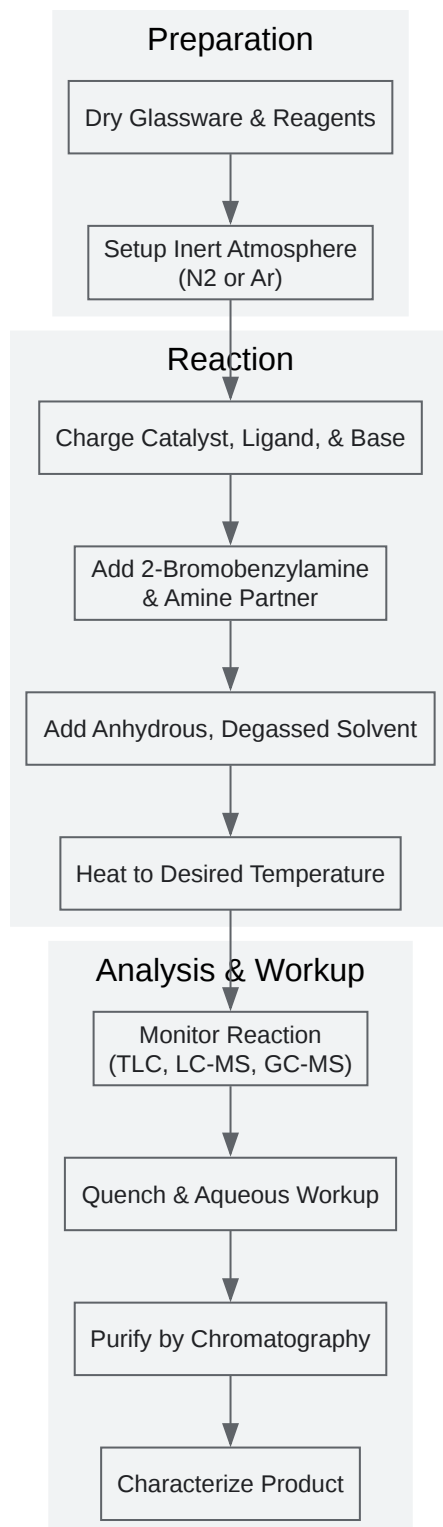 Preparation
Dry Glassware & Reagents
Setup Inert Atmosphere
(N2 or Ar)
Reaction
Charge Catalyst, Ligand, & Base
Add 2-Bromobenzylamine
& Amine Partner
Add Anhydrous, Degassed Solvent
Heat to Desired Temperature
Analysis & Workup
Monitor Reaction
(TLC, LC-MS, GC-MS)
Quench & Aqueous Workup
Purify by Chromatography
Characterize Product